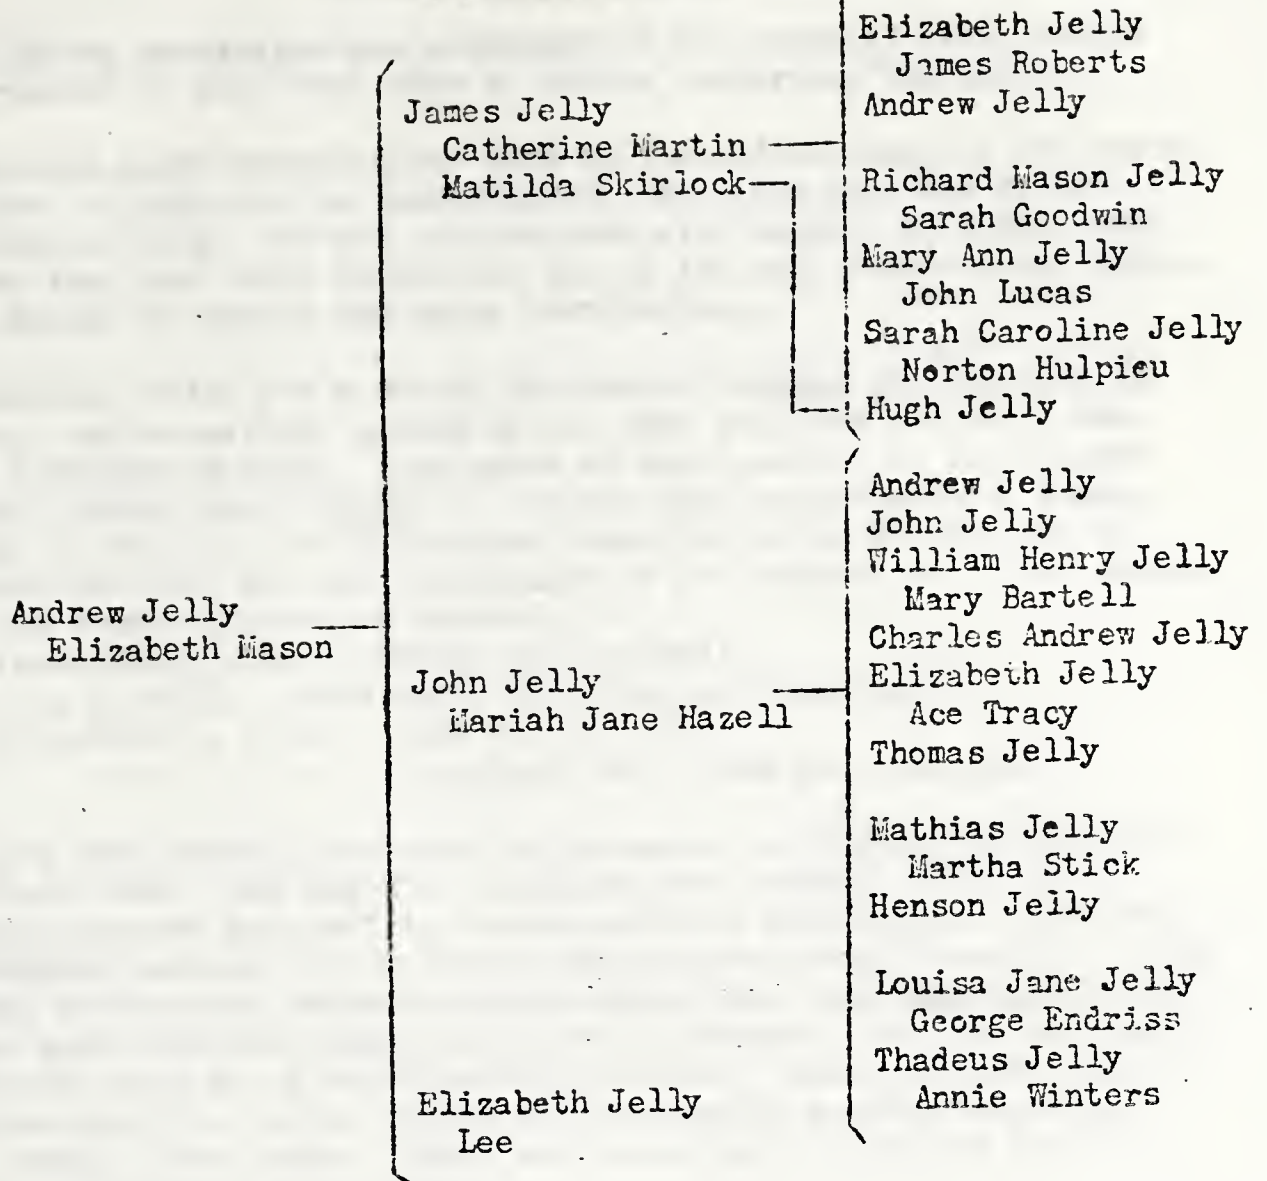 Andrew Jelly
Elizabeth Mason
James Jelly
Catherine Martin
Matilda Skirlock
John Jelly
Mariah Jane Hazell
Elizabeth Jelly
Lee
Elizabeth Jelly
James Roberts
Andrew Jelly
Richard Mason Jelly
Sarah Goodwin
Mary Ann Jelly
John Lucas
Sarah Caroline Jelly
Norton Hulpieu
Hugh Jelly
Andrew Jelly
John Jelly
William Henry Jelly
Mary Bartell
Charles Andrew Jelly
Elizabeth Jelly
Ace Tracy
Thomas Jelly
Mathias Jelly
Martha Stick
Henson Jelly
Louisa Jane Jelly
George Endriss
Thadeus Jelly
Annie Winters